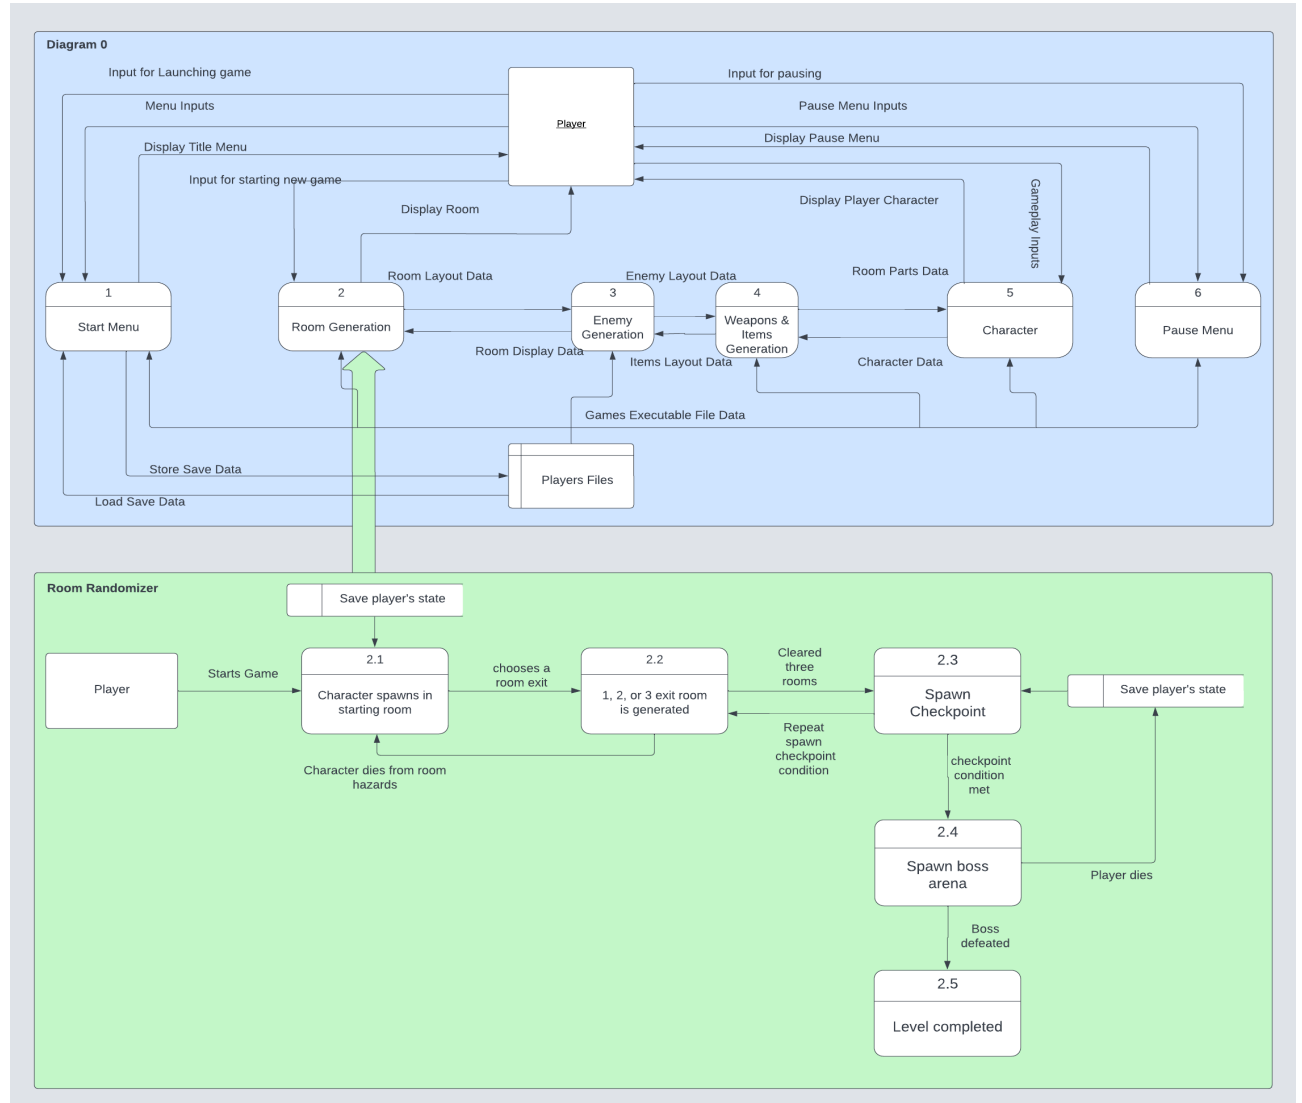 Diagram 0
Input for Launching game
Input for pausing
Menu Inputs
Pause Menu Inputs
Player
Display Title Menu
Display Pause Menu
Input for starting new game
Display Room
Display Player Character
Gameplay Inputs
Room Layout Data
Enemy Layout Data
Room Parts Data
1
Start Menu
2
Room Generation
3
Enemy
Generation
4
Weapons &
Items
Generation
5
Character
6
Pause Menu
Room Display Data
Items Layout Data
Character Data
Games Executable File Data
Store Save Data
Players Files
Load Save Data
Room Randomizer
Save player's state
Player
Starts Game
2.1
Character spawns in
starting room
chooses a
room exit
2.2
1, 2, or 3 exit room
is generated
Cleared
three
rooms
2.3
Spawn
Checkpoint
Save player's state
Repeat
spawn
checkpoint
condition
Character dies from room
hazards
checkpoint
condition
met
2.4
Spawn boss
arena
Player dies
Boss
defeated
2.5
Level completed